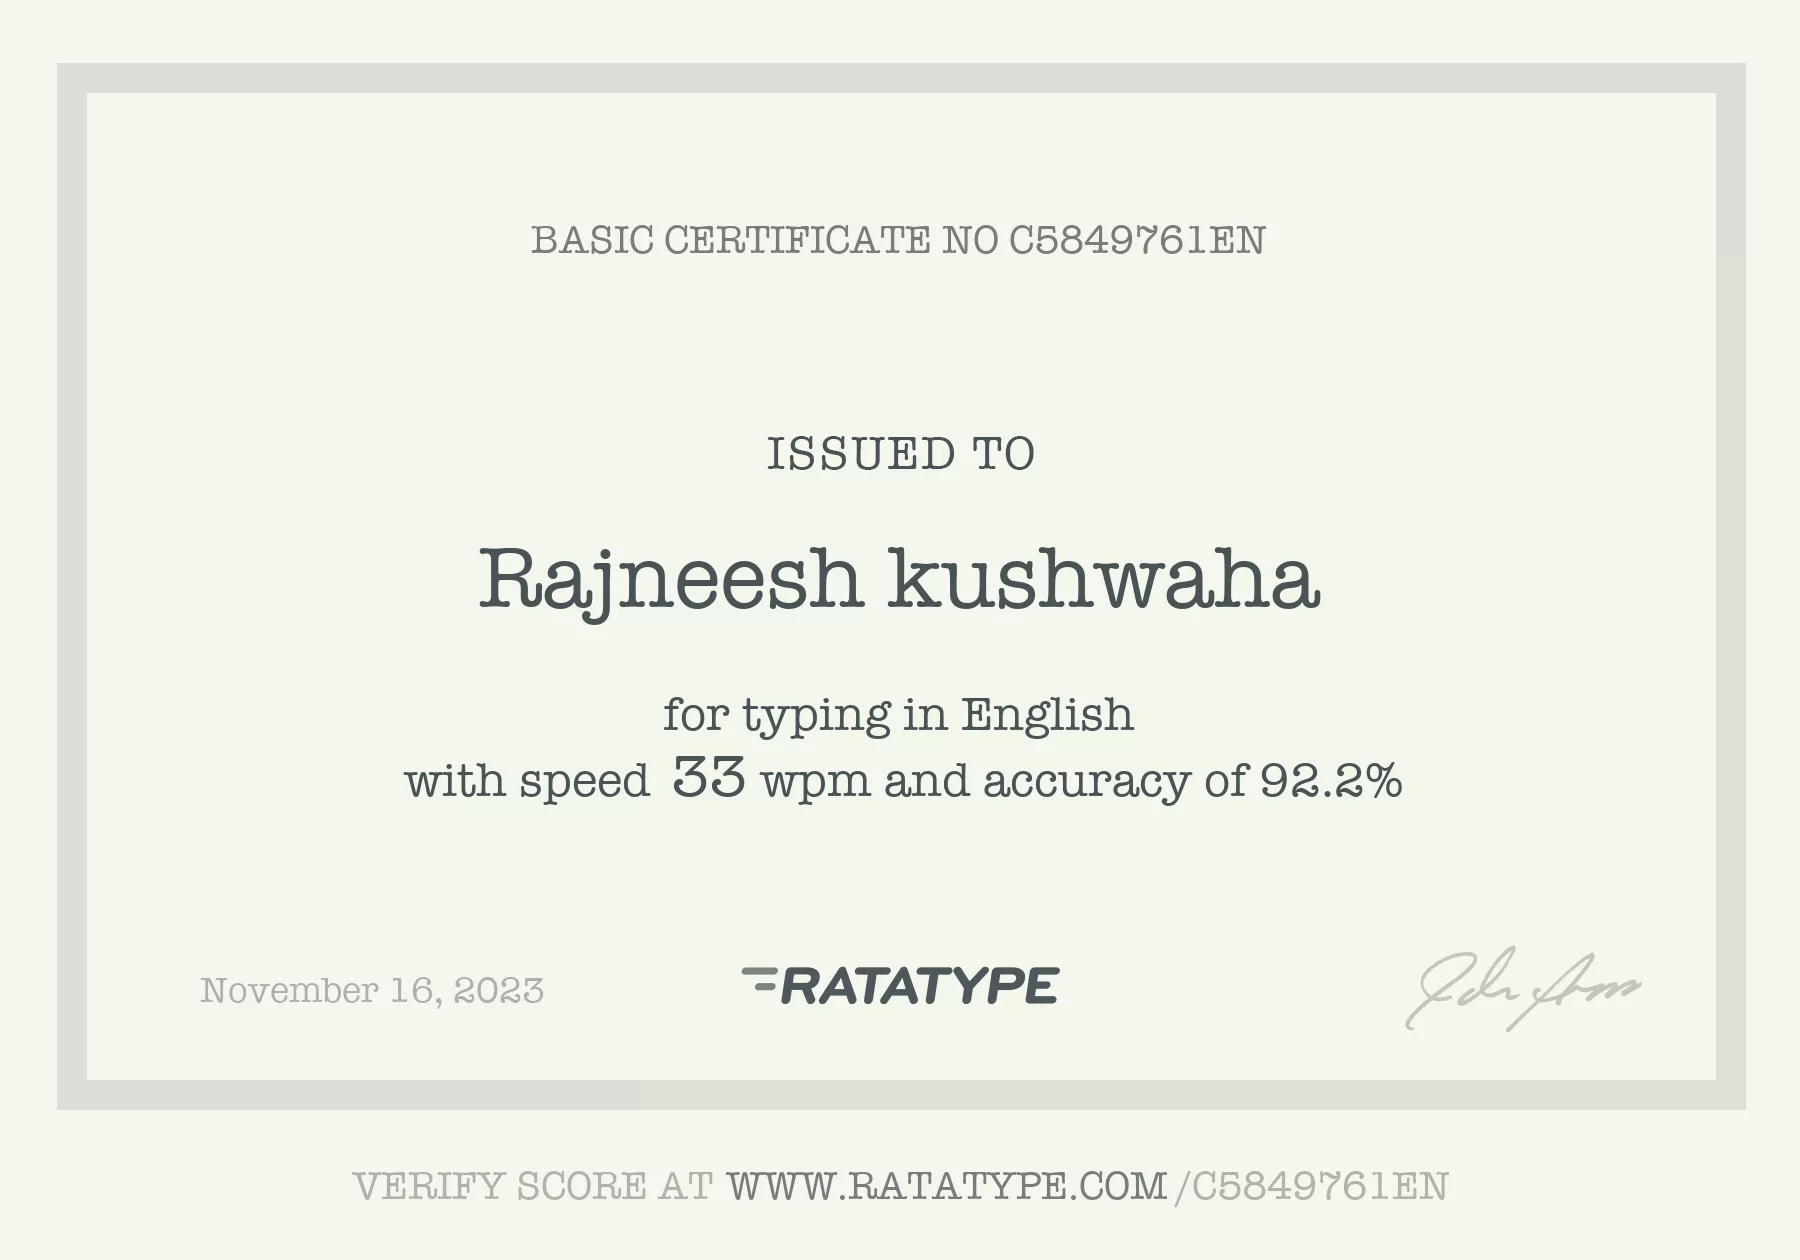 BASIC CERTIFICATE NO C5849761EN
ISSUED TO
Rajneesh kushwaha
for typing in English
with speed 33 wpm and accuracy of 92.2%
November 16, 2023
RATATYPE
VERIFY SCORE AT WWW.RATATYPE.COM/C5849761EN